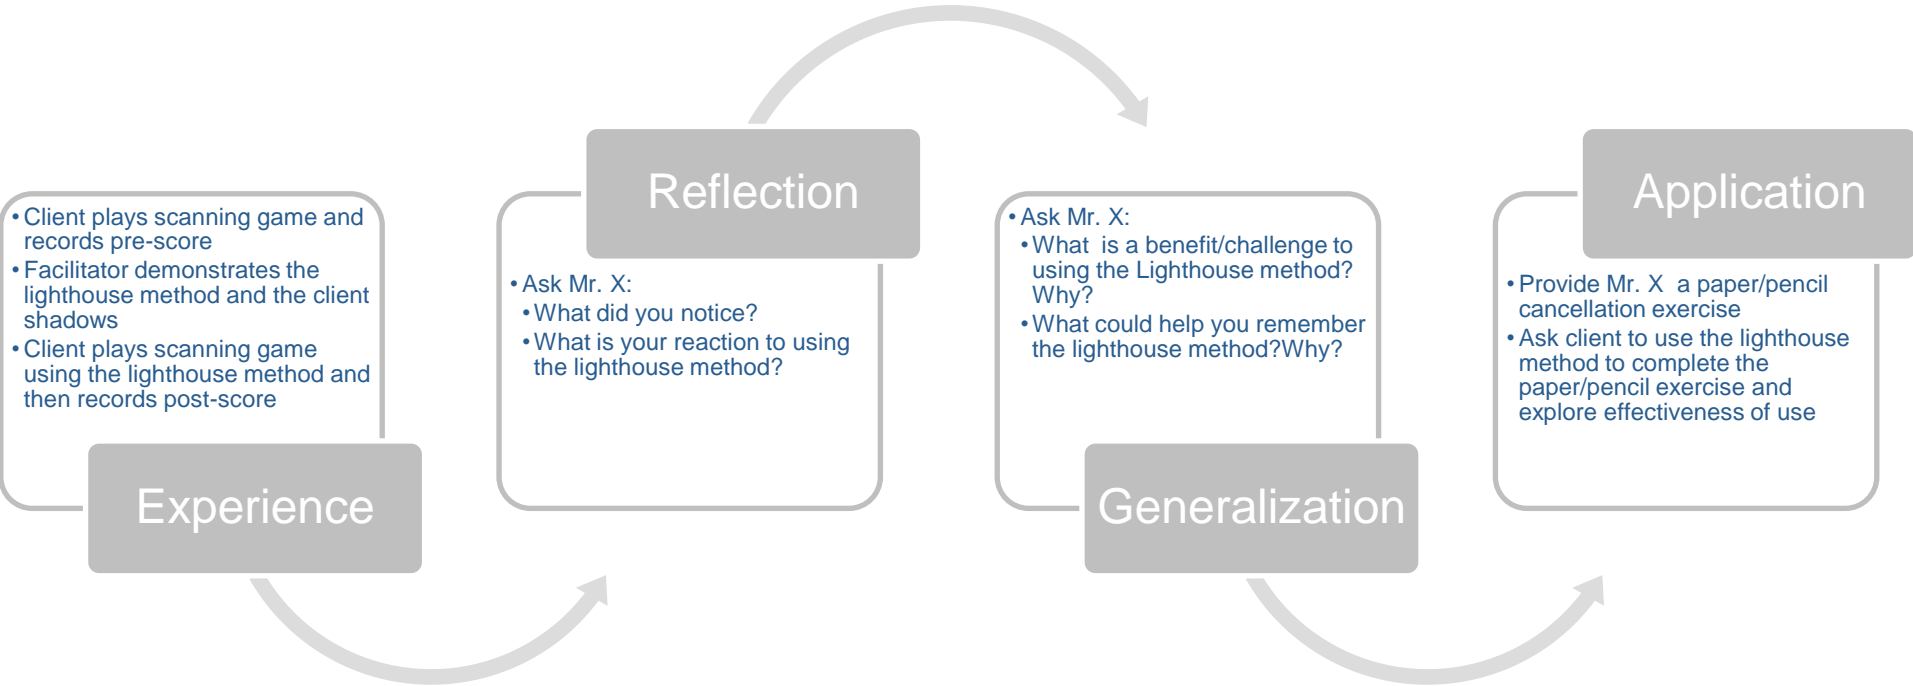 • Client plays scanning game and
records pre-score
• Facilitator demonstrates the
lighthouse method and the client
shadows
• Client plays scanning game
using the lighthouse method and
then records post-score
Experience
Reflection
• Ask Mr. X:
• What did you notice?
• What is your reaction to using
the lighthouse method?
• Ask Mr. X:
• What  is a benefit/challenge to
using the Lighthouse method?
Why?
• What could help you remember
the lighthouse method?Why?
Generalization
Application
• Provide Mr. X  a paper/pencil
cancellation exercise
• Ask client to use the lighthouse
method to complete the
paper/pencil exercise and
explore effectiveness of use